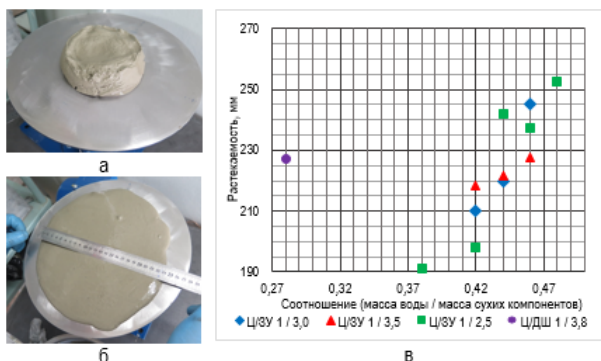 270
250
230
210
190
Растекаемость, мм
0,27 0,32 0,37 0,42 0,47
Соотношение (масса воды / масса сухих компонентов)
Ц/ЗУ 1 / 3,0 Ц/ЗУ 1 / 3,5 Ц/ЗУ 1 / 2,5 Ц/ДШ 1 / 3,8
а
б
в